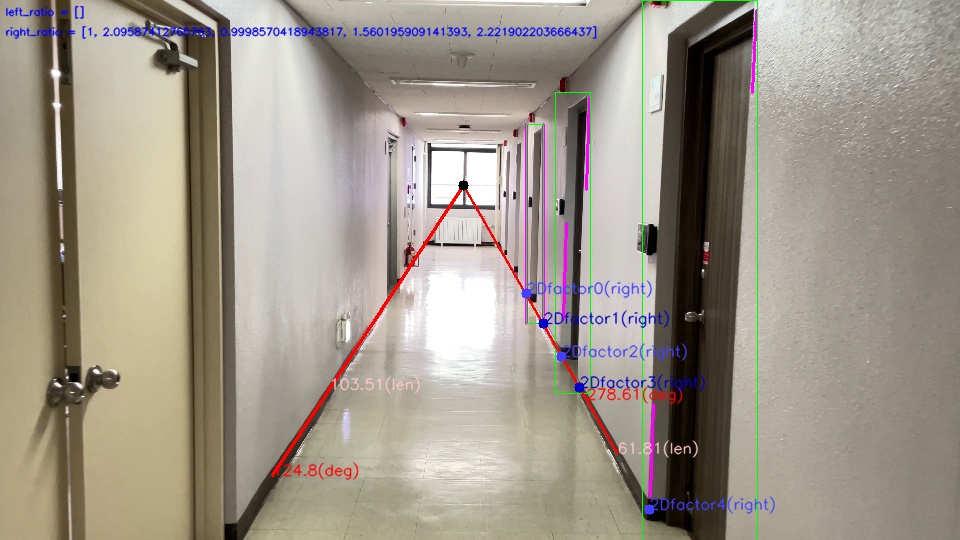 left_ratio = []
right_ratio = [1, 2.09587412765763, 0.9998570418943817, 1.560195909141393, 2.221902203666437]
2Dfactor0(right)
2Dfactor1(right)
2Dfactor2(right)
2Dfactor3(right)
103.51(len)
278.61(deg)
61.81(len)
24.8(deg)
2Dfactor4(right)